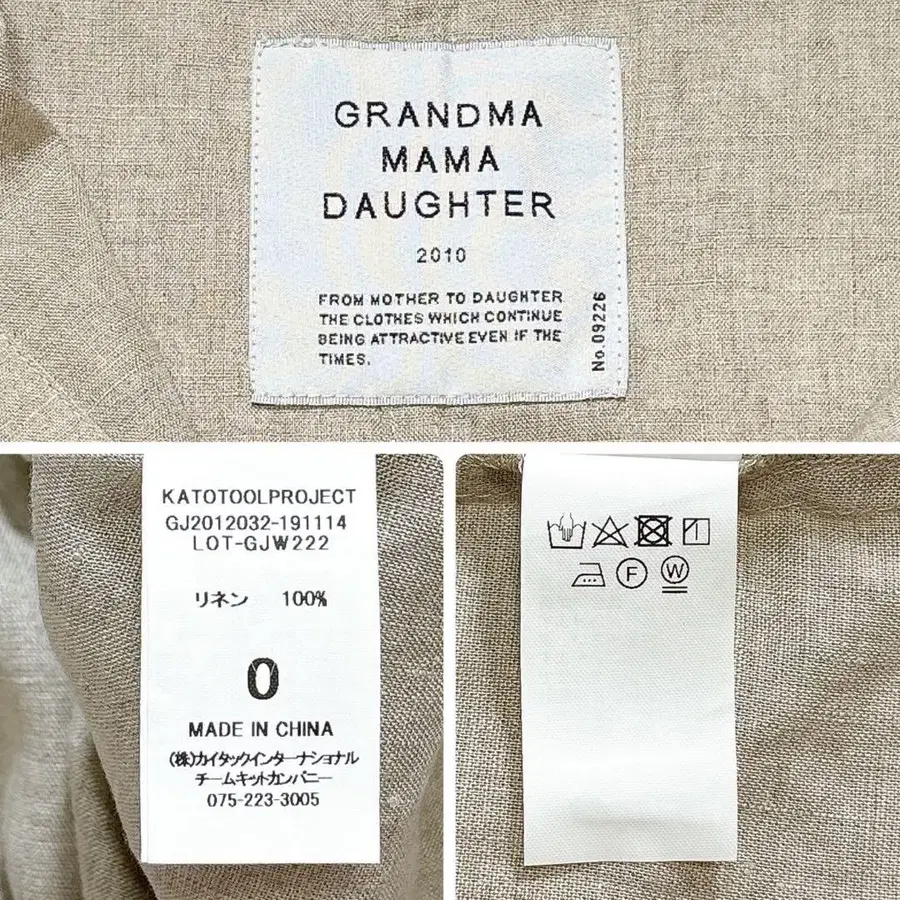 GRANDMA
MAMA
DAUGHTER
2010
FROM MOTHER TO DAUGHTER
THE CLOTHES WHICH CONTINUE
BEING ATTRACTIVE EVEN IF THE
TIMES.
No.09226
KATOTOOLPROJECT
GJ2012032-191114
LOT-GJW222
リネン 100%
0
MADE IN CHINA
(株)カイタックインターナショナル
チームキットカンパニー
075-223-3005
F W